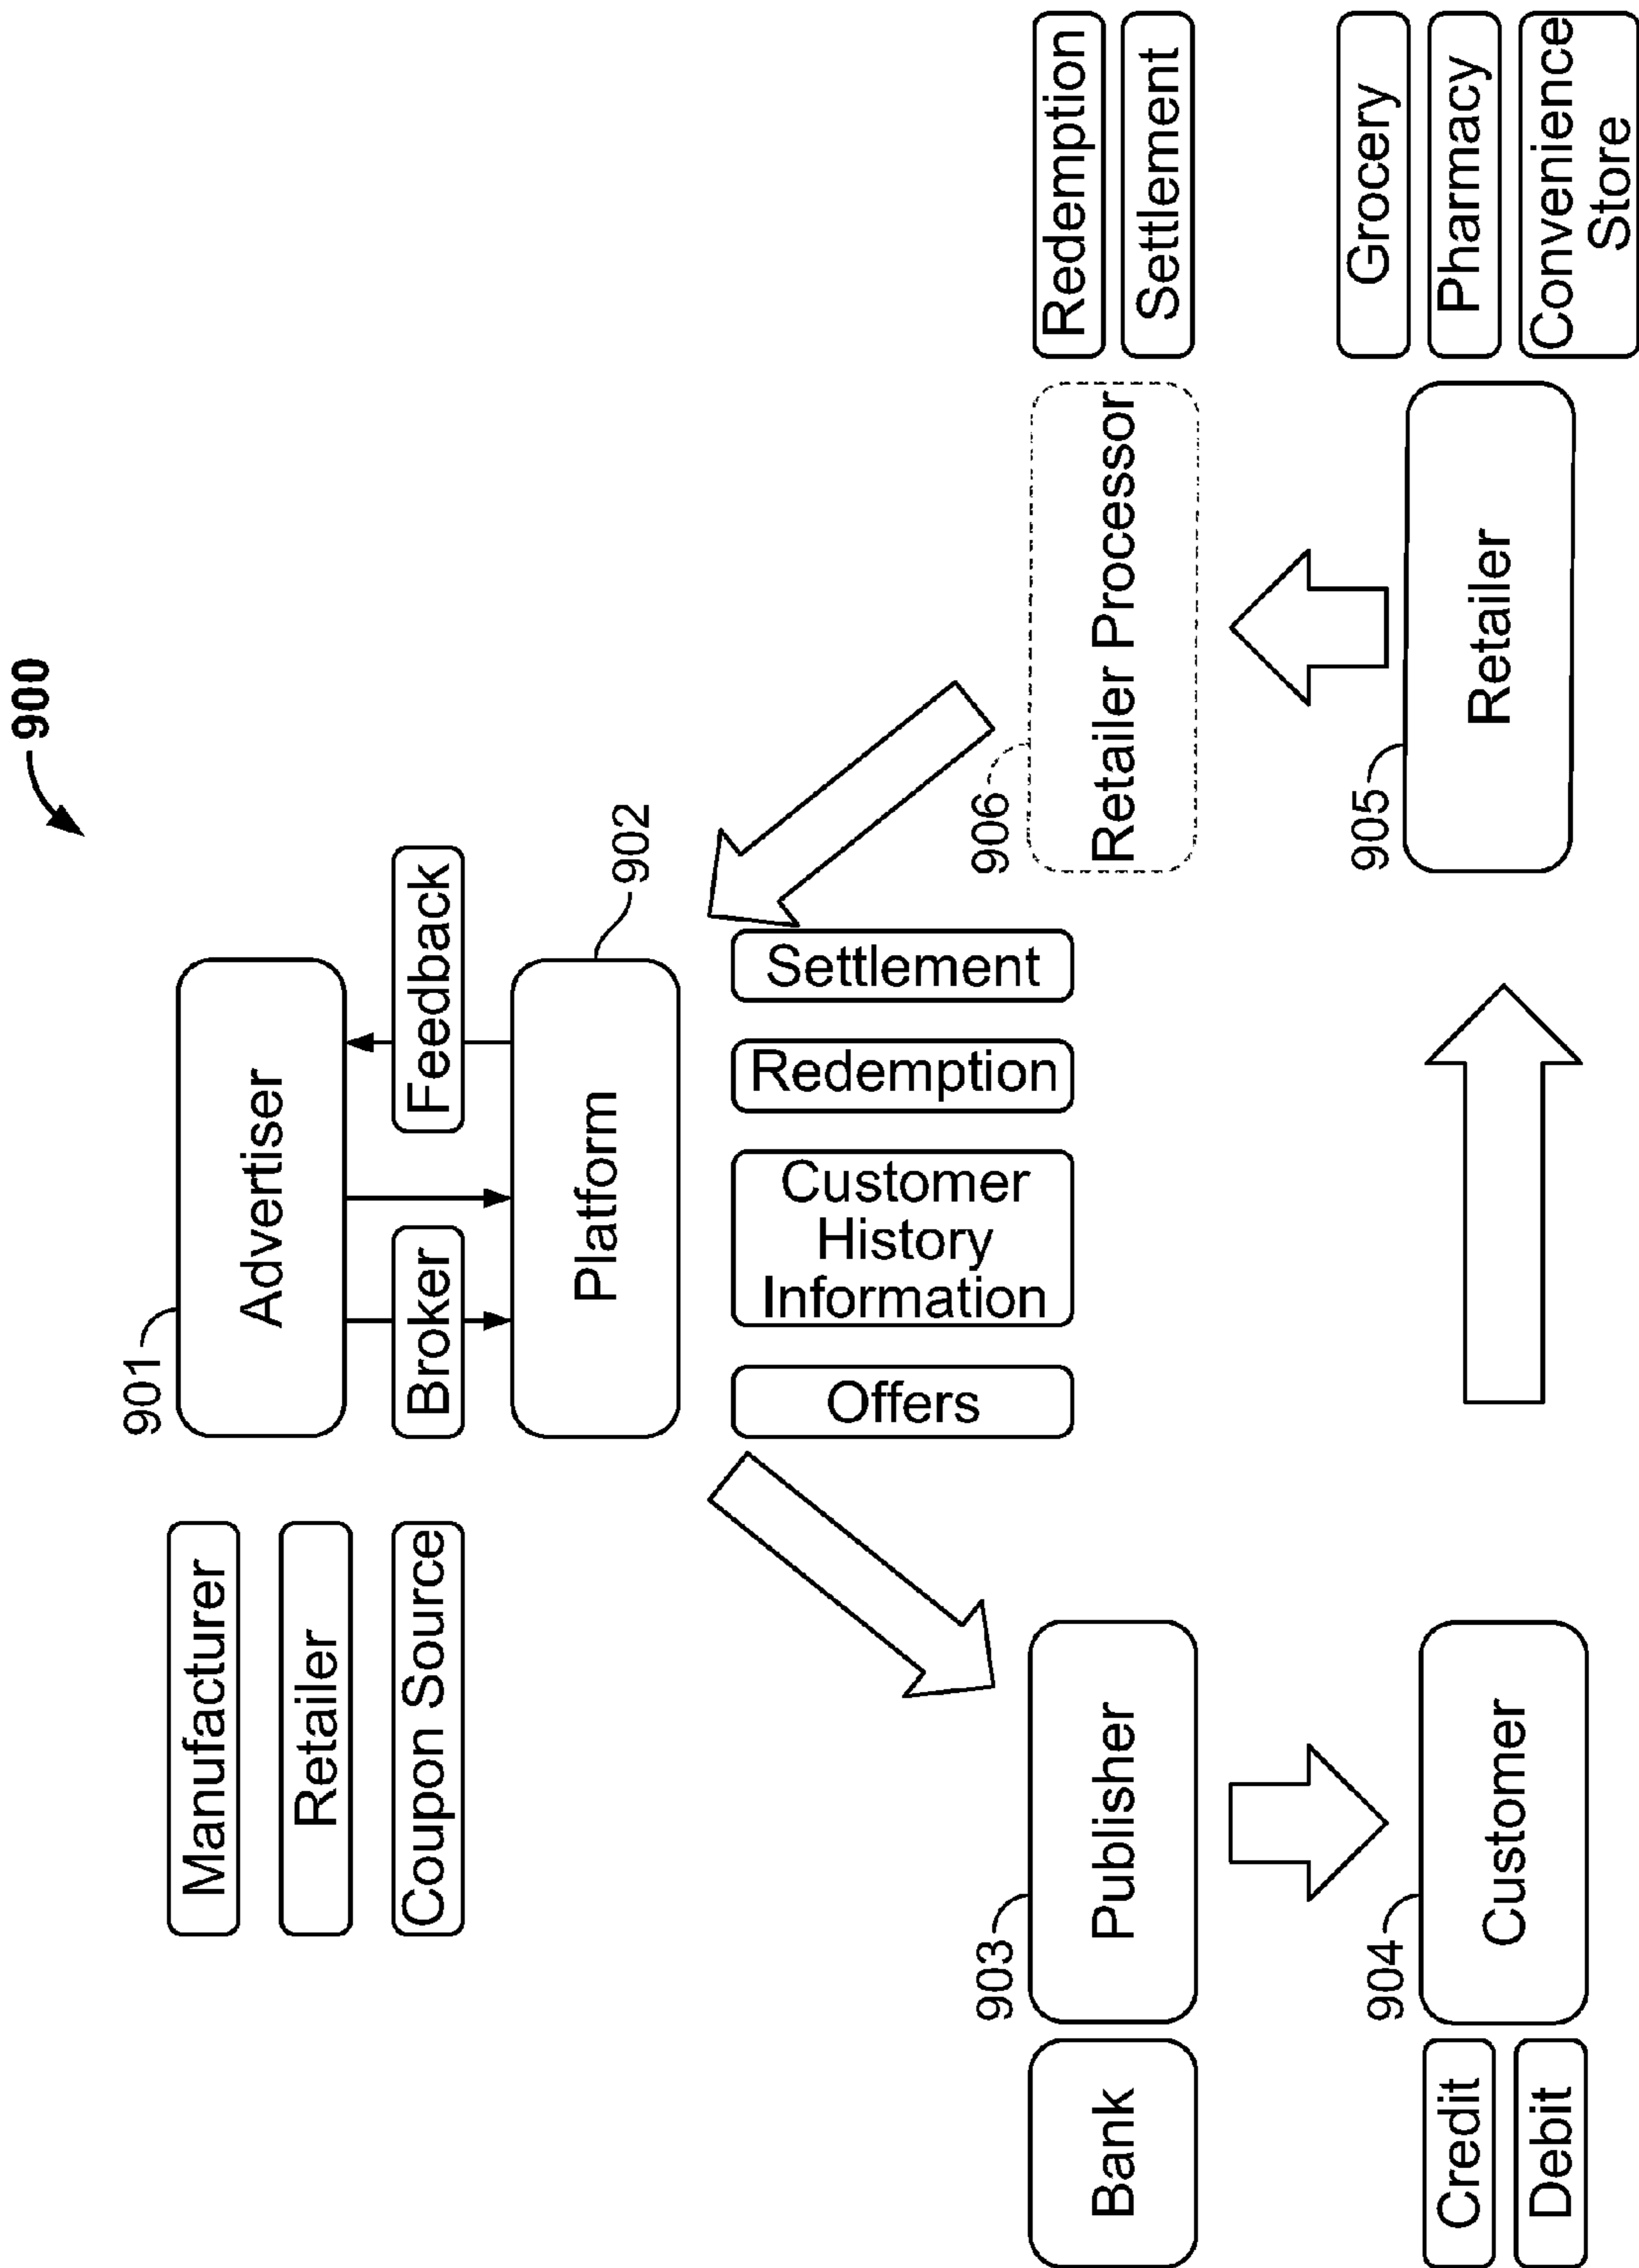 900
Manufacturer
Retailer
Coupon Source
901
Advertiser
Broker
Feedback
Platform
902
Offers
Customer
History
Information
Redemption
Settlement
Bank
903
Publisher
906
Retailer Processor
Redemption
Settlement
Credit
Debit
904
Customer
905
Retailer
Grocery
Pharmacy
Convenience
Store